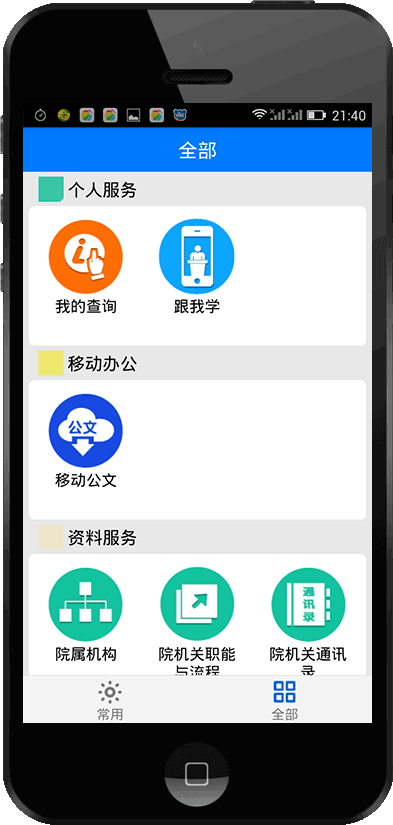 21:40
全部
个人服务
我的查询
跟我学
移动办公
公文
移动公文
资料服务
通讯录
院属机构
院机关职能
与流程
院机关通讯
录
常用
全部